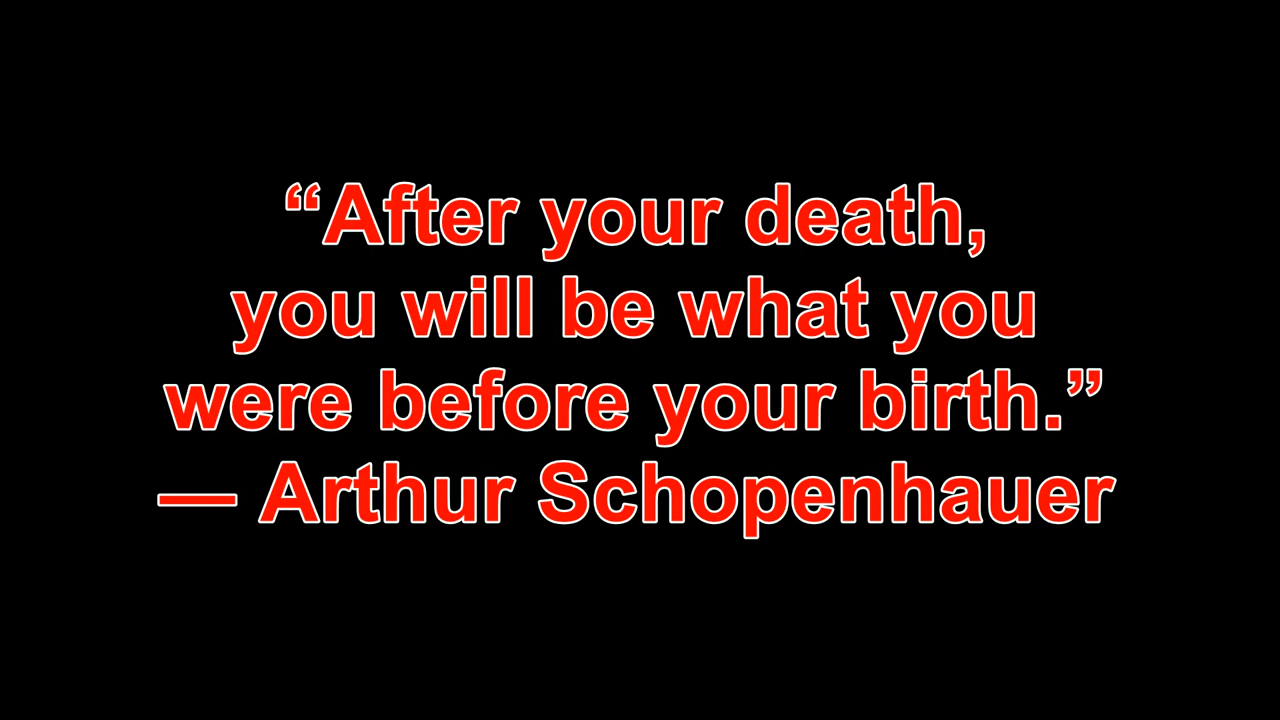 “After your death,
you will be what you
were before your birth.”
— Arthur Schopenhauer